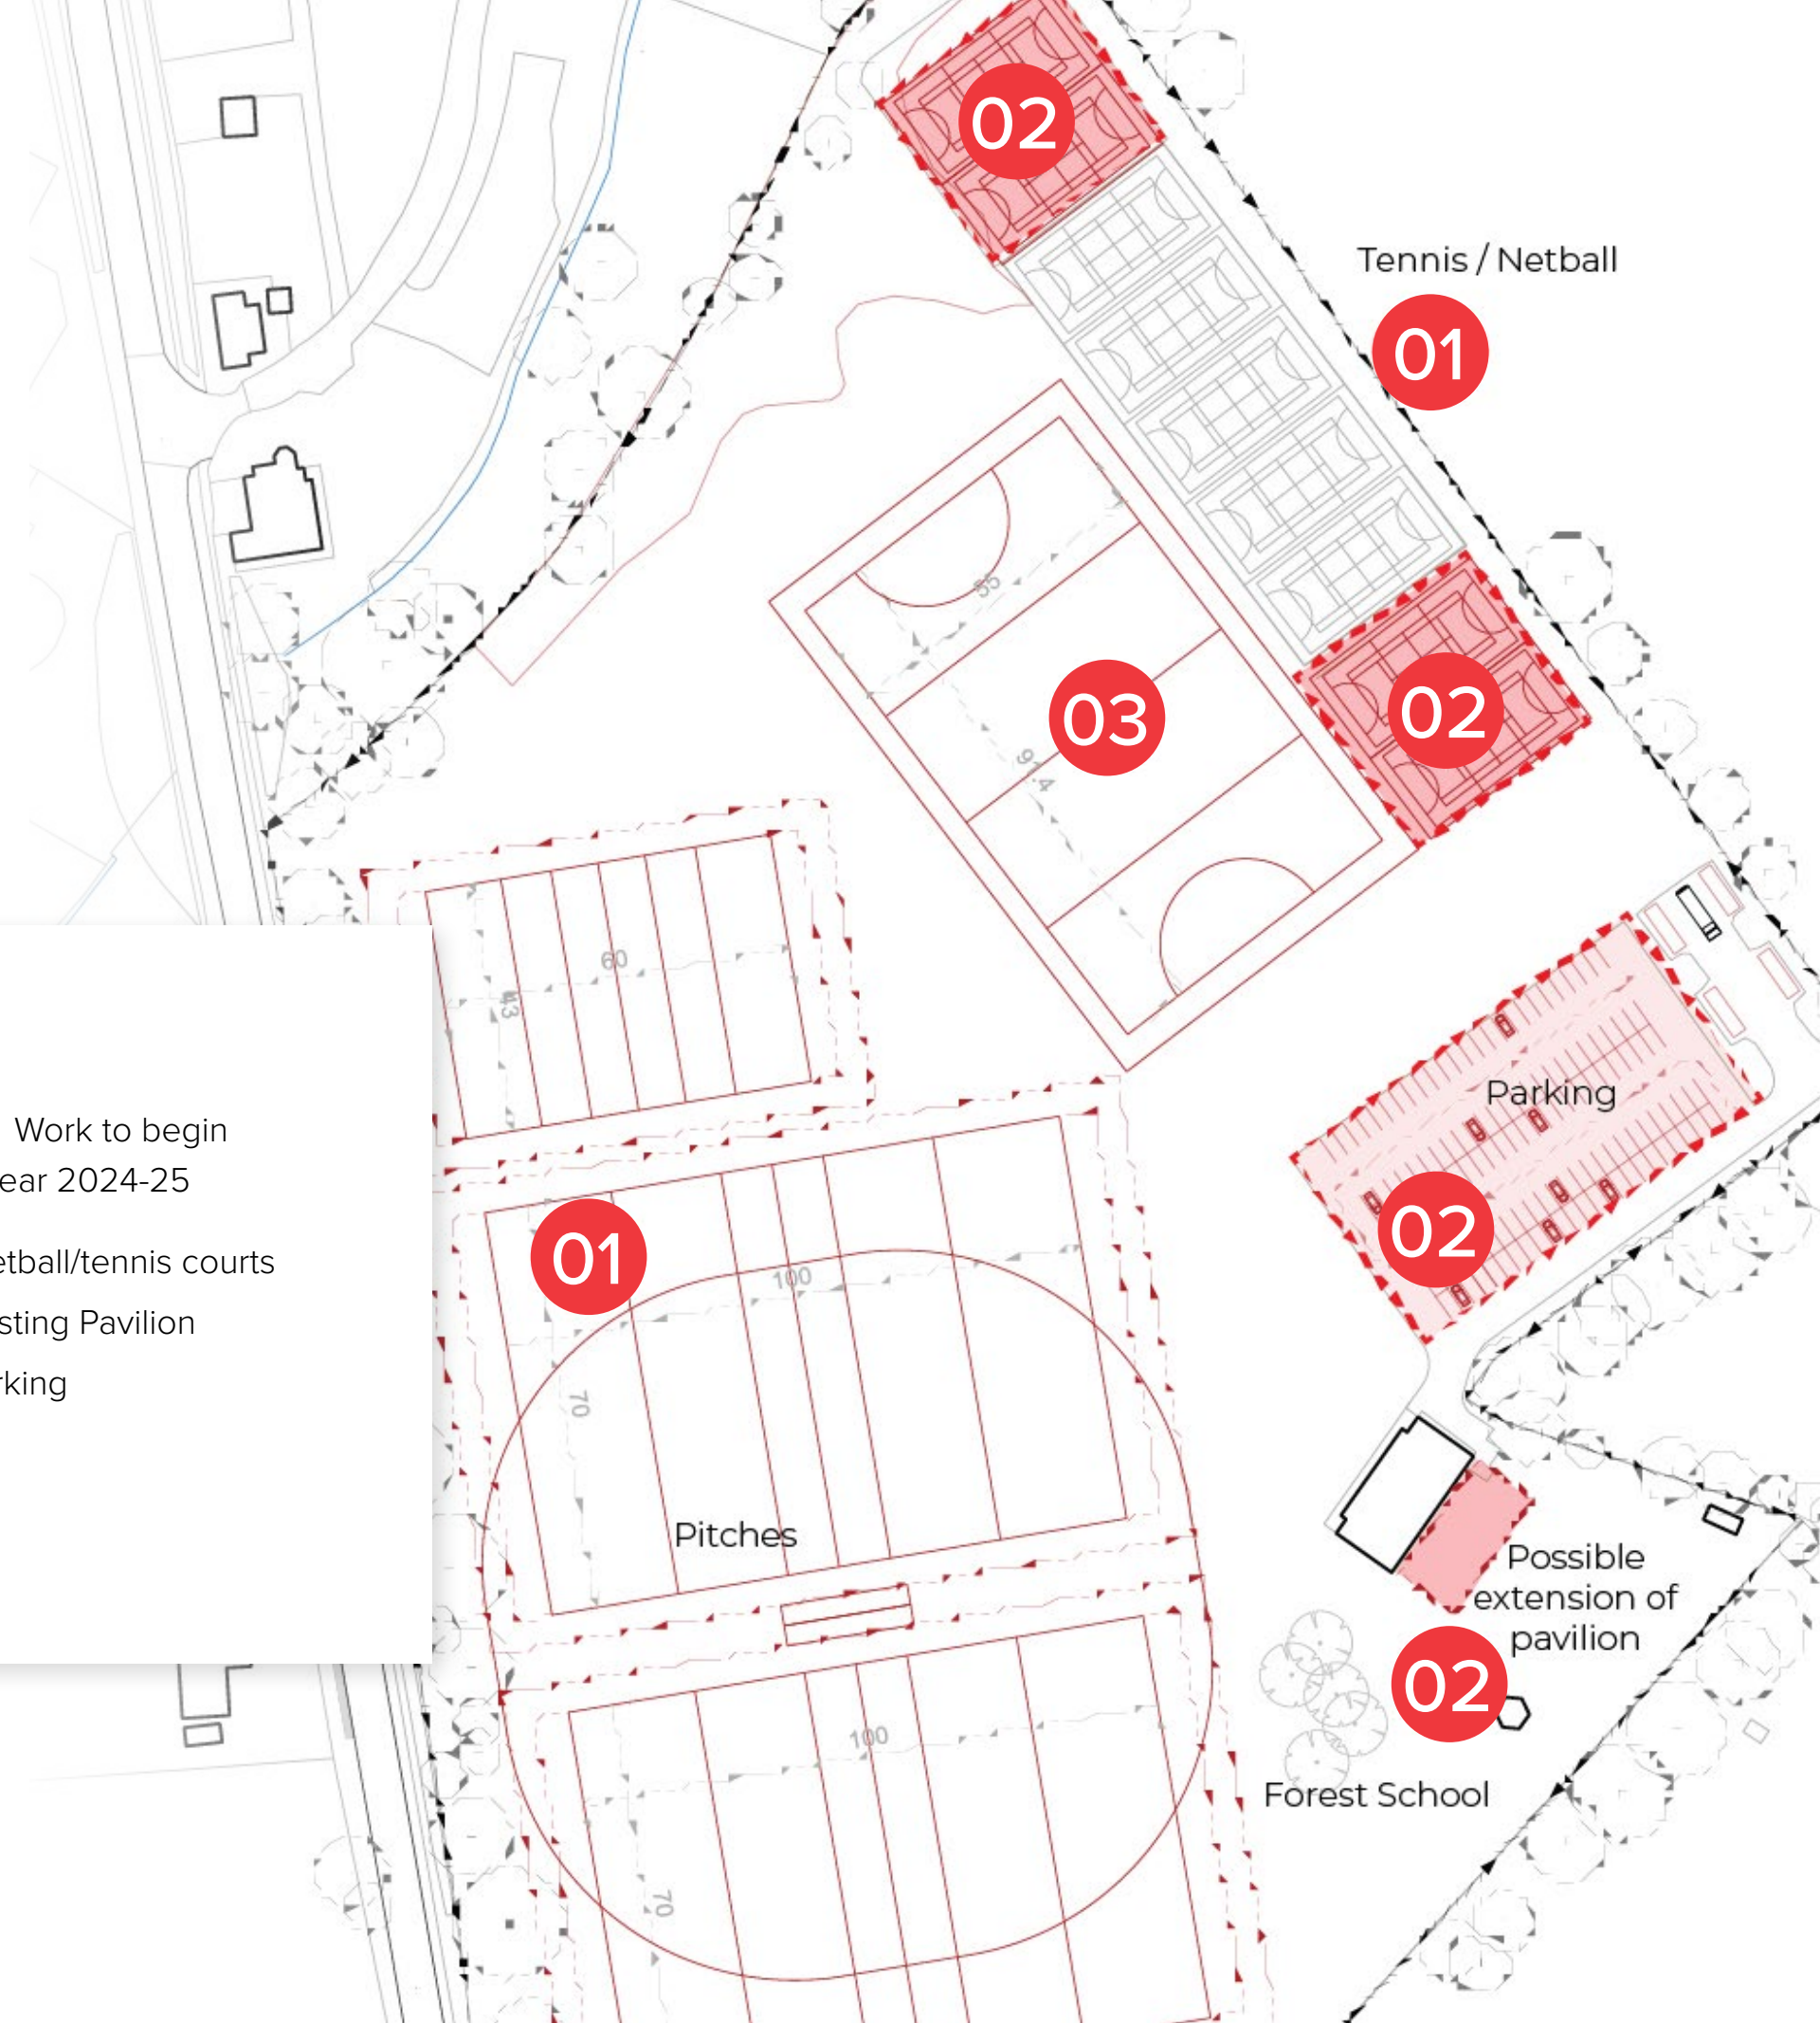 02
Tennis / Netball
01
55
03
02
91.4
60
43
Parking
Work to begin
ear 2024-25
01
02
etball/tennis courts
100
sting Pavilion
rking
70
Pitches
Possible
extension of
pavilion
02
100
Forest School
70